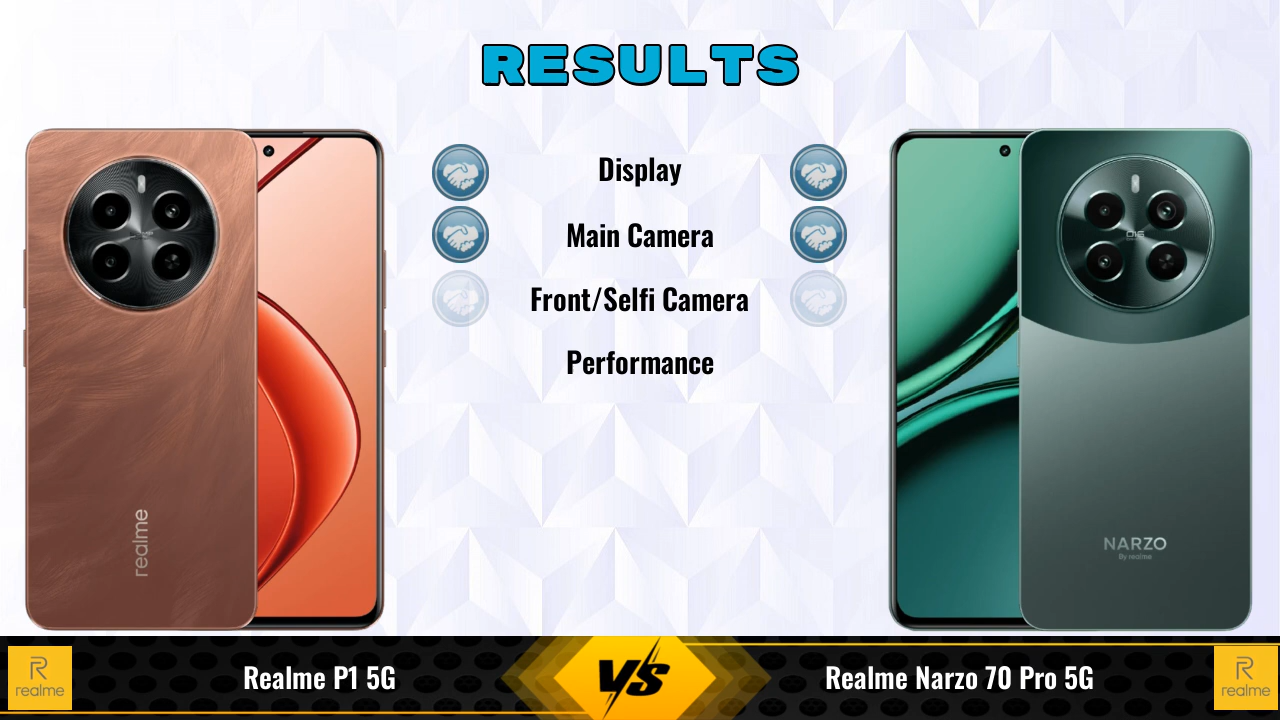 RESULTS
Display
Main Camera
Front/Selfi Camera
Performance
realme
NARZO
By realme
R
realme
Realme P1 5G
VS
Realme Narzo 70 Pro 5G
R
realme